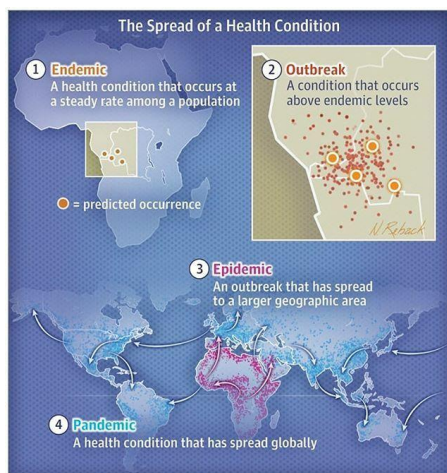 The Spread of a Health Condition
1 Endemic
A health condition that occurs at
a steady rate among a population
= predicted occurrence
2 Outbreak
A condition that occurs
above endemic levels
N. Reback
3 Epidemic
An outbreak that has spread
to a larger geographic area
4 Pandemic
A health condition that has spread globally